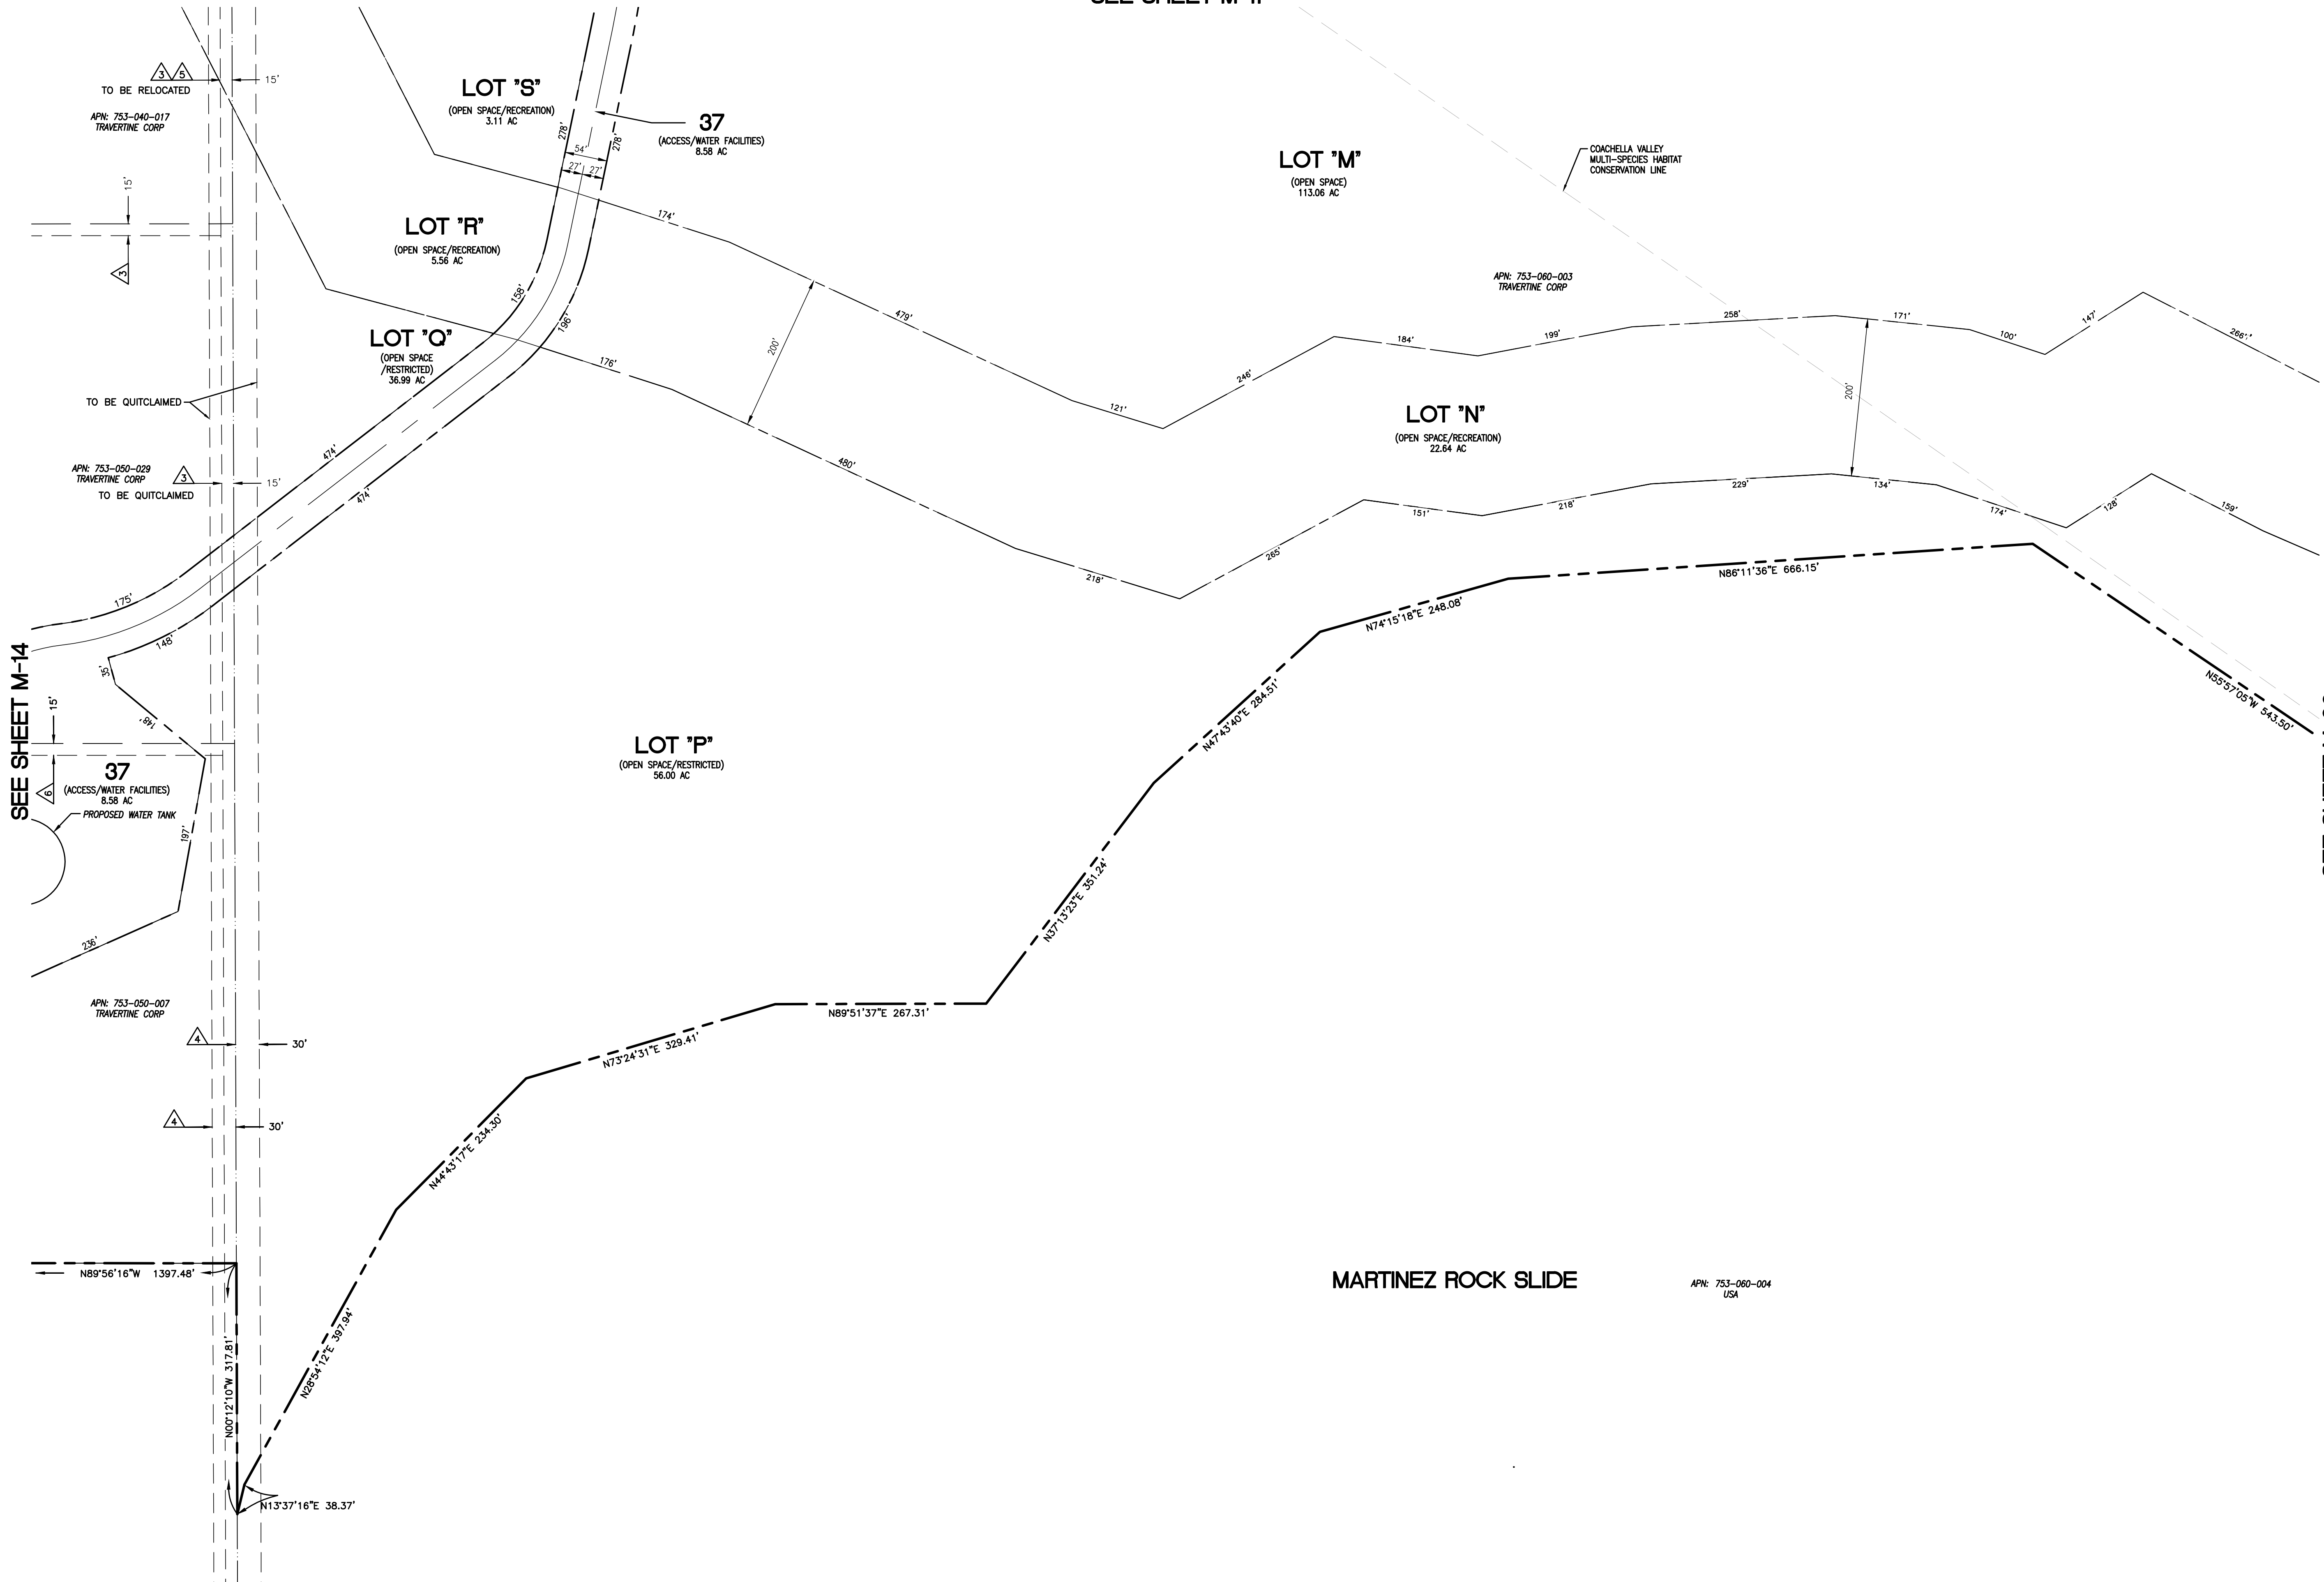 3
5
15'
TO BE RELOCATED
APN: 753-040-017
TRAVERTINE CORP
15'
3
LOT "S"
(OPEN SPACE/RECREATION)
3.11 AC
278'
278'
54'
27'
27'
37
(ACCESS/WATER FACILITIES)
8.58 AC
LOT "M"
(OPEN SPACE)
113.06 AC
COACHELLA VALLEY
MULTI-SPECIES HABITAT
CONSERVATION LINE
LOT "R"
(OPEN SPACE/RECREATION)
5.56 AC
174'
APN: 753-060-003
TRAVERTINE CORP
158'
196'
LOT "Q"
(OPEN SPACE
/RESTRICTED)
36.99 AC
176'
200'
479'
121'
246'
184'
199'
258'
171'
100'
147'
266'
200'
TO BE QUITCLAIMED
LOT "N"
(OPEN SPACE/RECREATION)
22.64 AC
474'
474'
480'
218'
265'
151'
218'
229'
134'
174'
128'
159'
APN: 753-050-029
TRAVERTINE CORP
3
15'
TO BE QUITCLAIMED
N86°11'36"E 666.15'
N74°15'18"E 248.08'
N55°57'05"W 543.50'
N47°43'40"E 284.51'
175'
148'
35'
148'
SEE SHEET M-14
15'
6
37
(ACCESS/WATER FACILITIES)
8.58 AC
PROPOSED WATER TANK
LOT "P"
(OPEN SPACE/RESTRICTED)
56.00 AC
197'
236'
N37°13'23"E 351.24'
APN: 753-050-007
TRAVERTINE CORP
4
30'
N89°51'37"E 267.31'
N73°24'31"E 329.41'
4
30'
N44°43'17"E 234.30'
N89°56'16"W 1397.48'
MARTINEZ ROCK SLIDE
APN: 753-060-004
USA
N28°54'12"E 397.94'
N00°12'10"W 317.81'
N13°37'16"E 38.37'